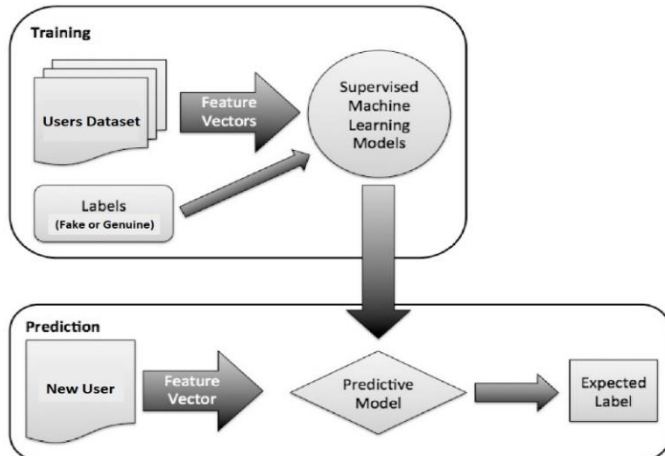 Training
Users Dataset
Feature
Vectors
Supervised
Machine
Learning
Models
Labels
(Fake or Genuine)
Prediction
New User
Feature
Vector
Predictive
Model
Expected
Label